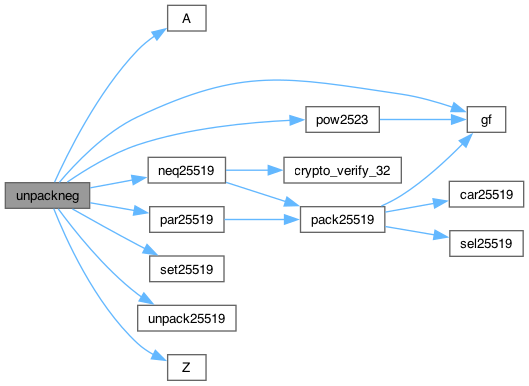 A
gf
pow2523
neq25519
crypto_verify_32
unpackneg
car25519
par25519
pack25519
sel25519
set25519
unpack25519
Z